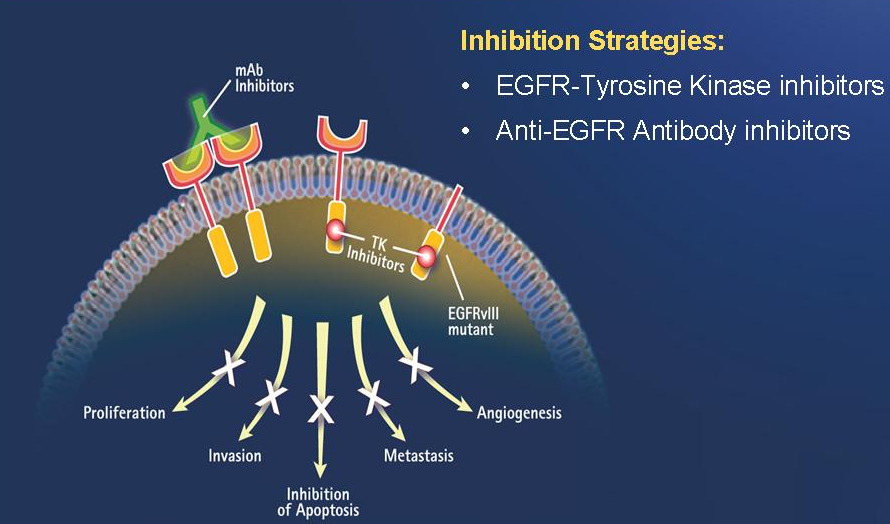 Inhibition Strategies:
• EGFR-Tyrosine Kinase inhibitors
• Anti-EGFR Antibody inhibitors
mAb
Inhibitors
TK
Inhibitors
EGFRvIII
mutant
Proliferation
Invasion
Inhibition
of Apoptosis
Metastasis
Angiogenesis